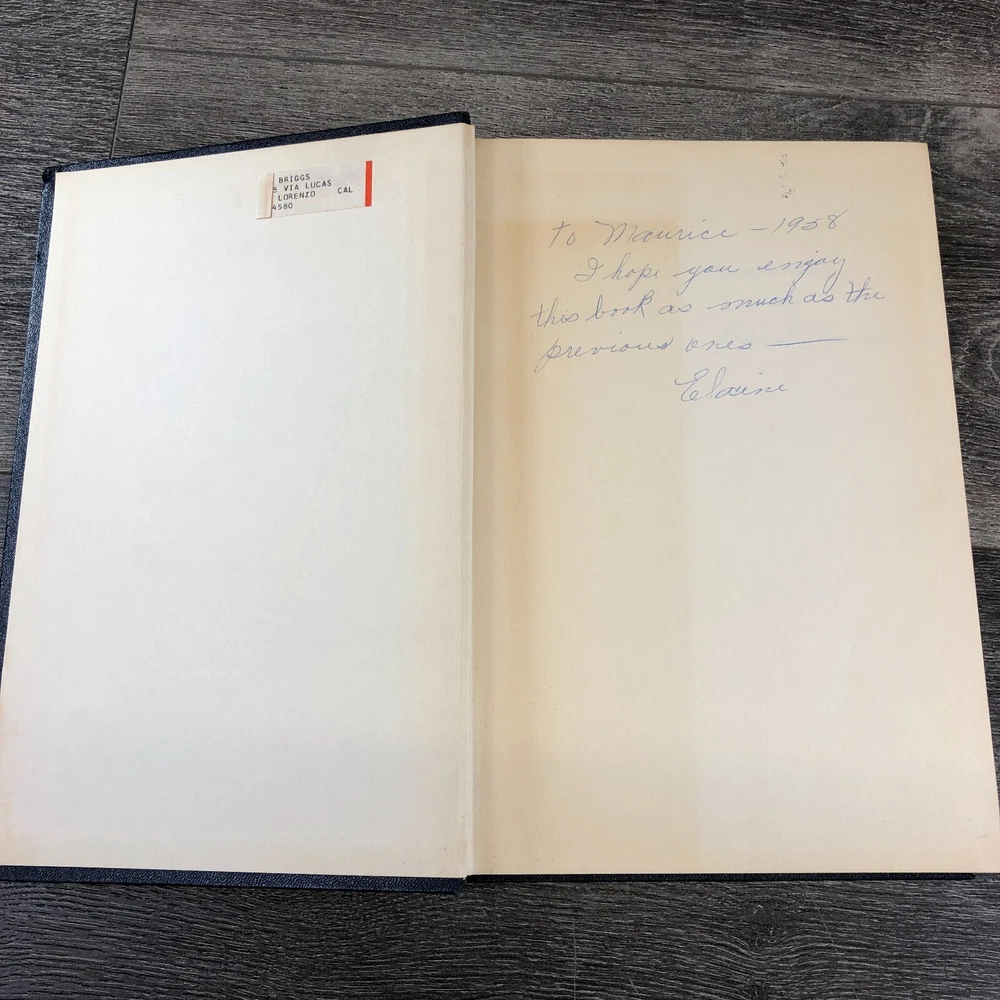 BRIGGS
5 VIA LUCAS
LORENZO CAL
4580
to Maurice – 1958
I hope you enjoy
this book as much as the
previous ones —
Elaine